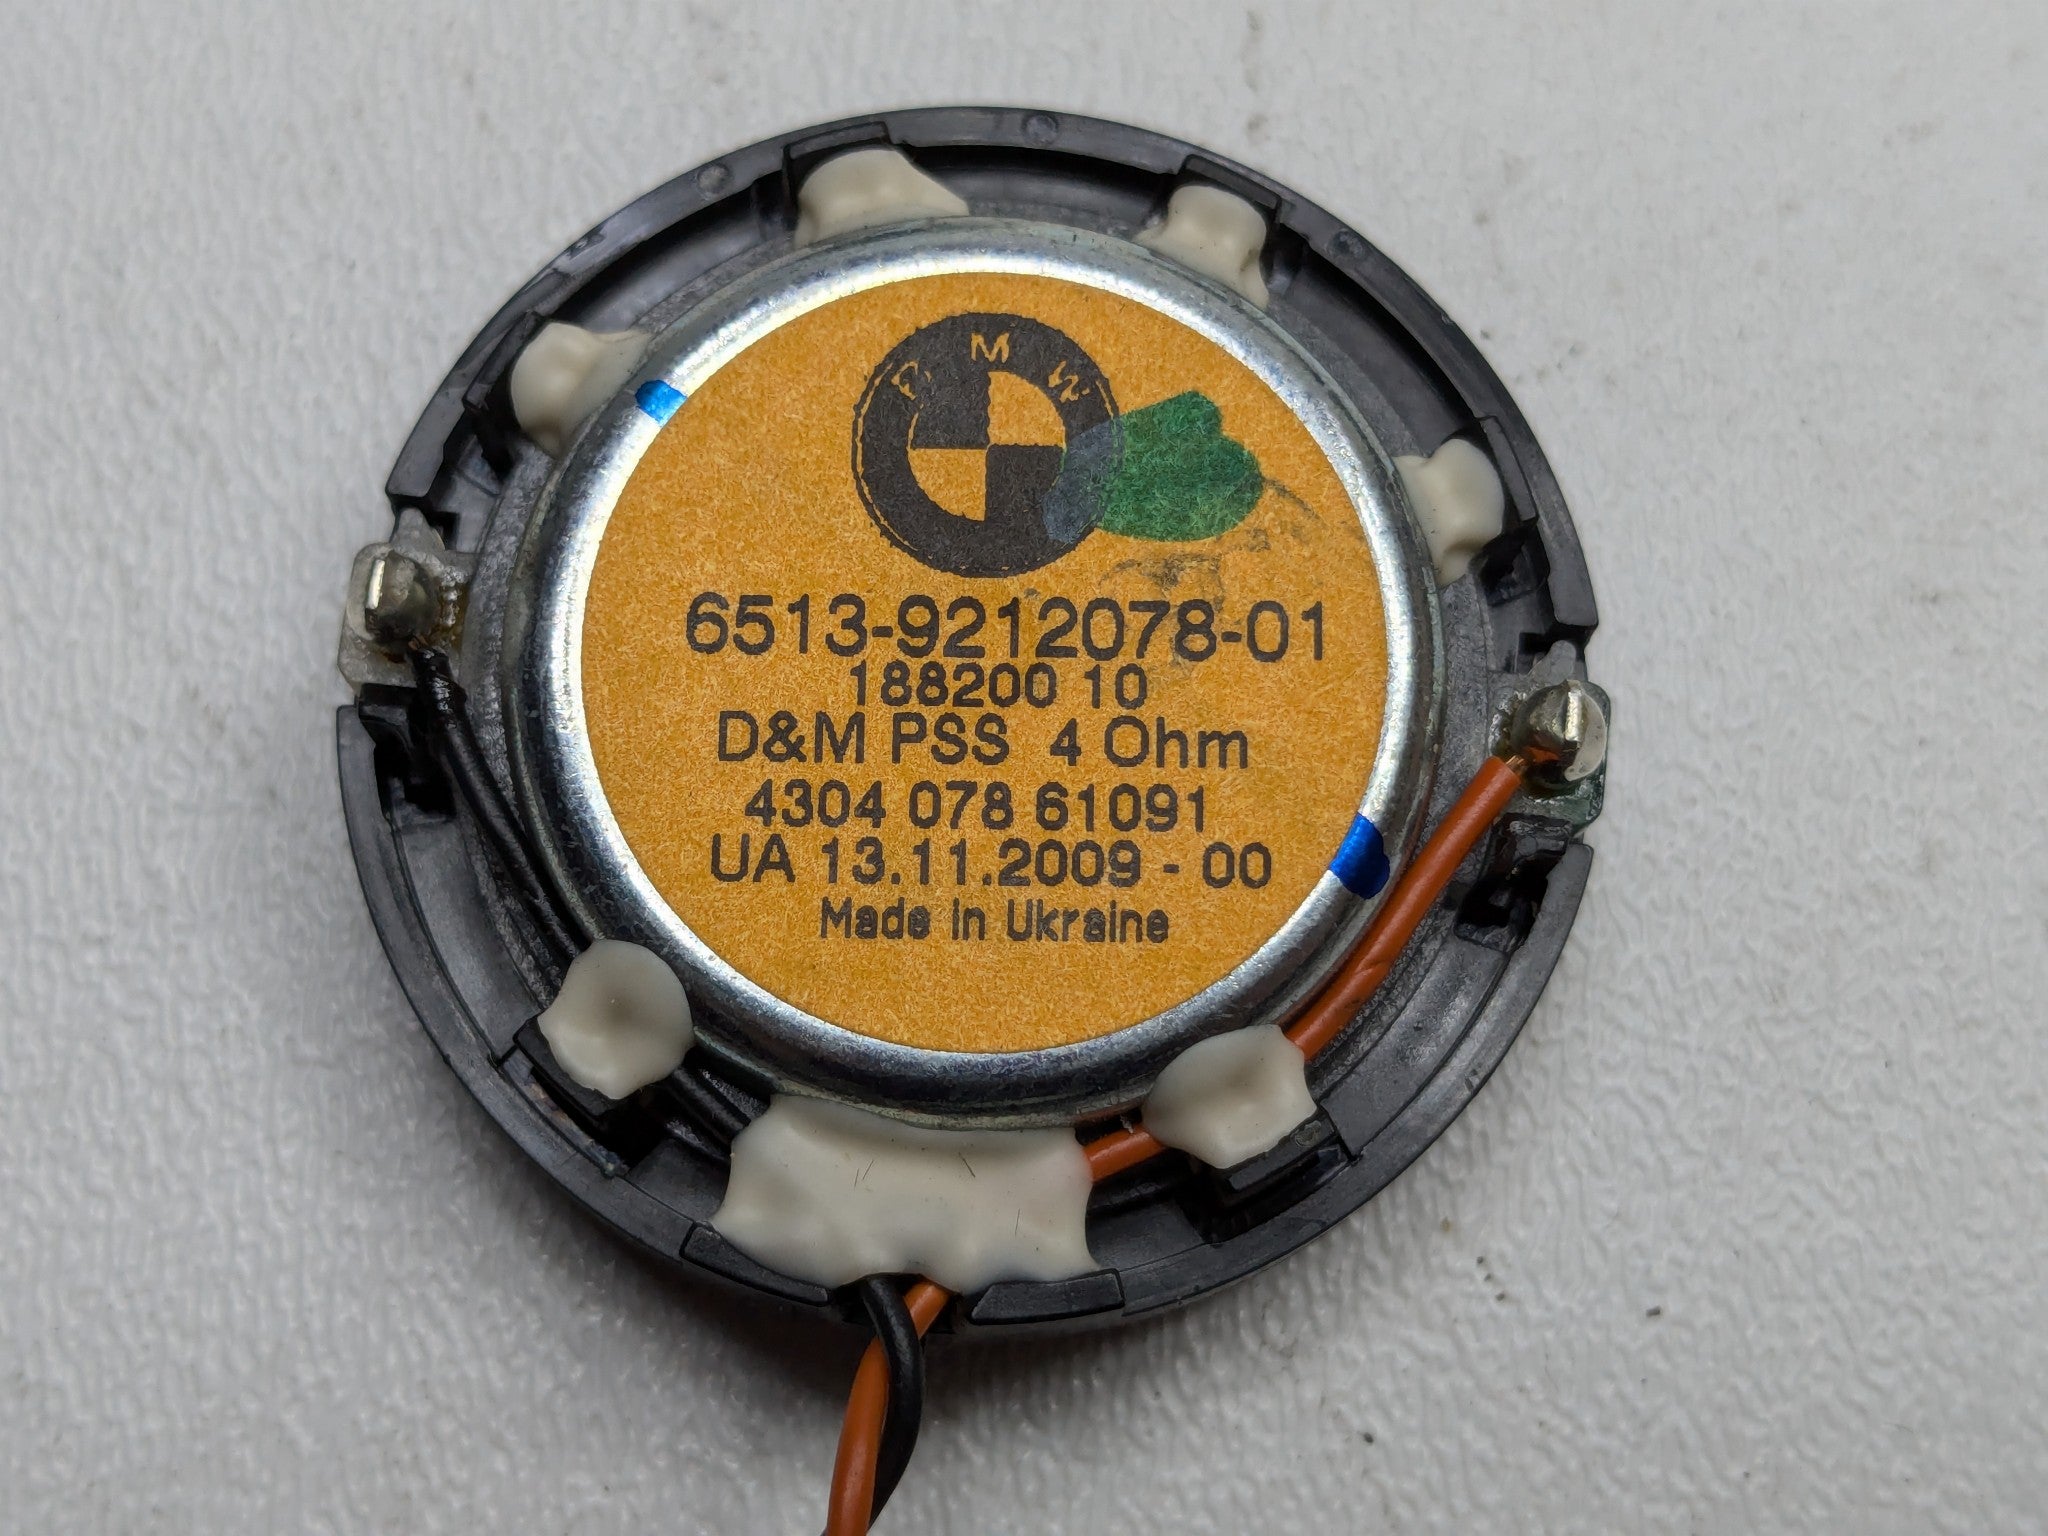 BMW
6513-9212078-01
188200 10
D&M PSS 4 Ohm
4304 078 61091
UA 13.11.2009 - 00
Made in Ukraine